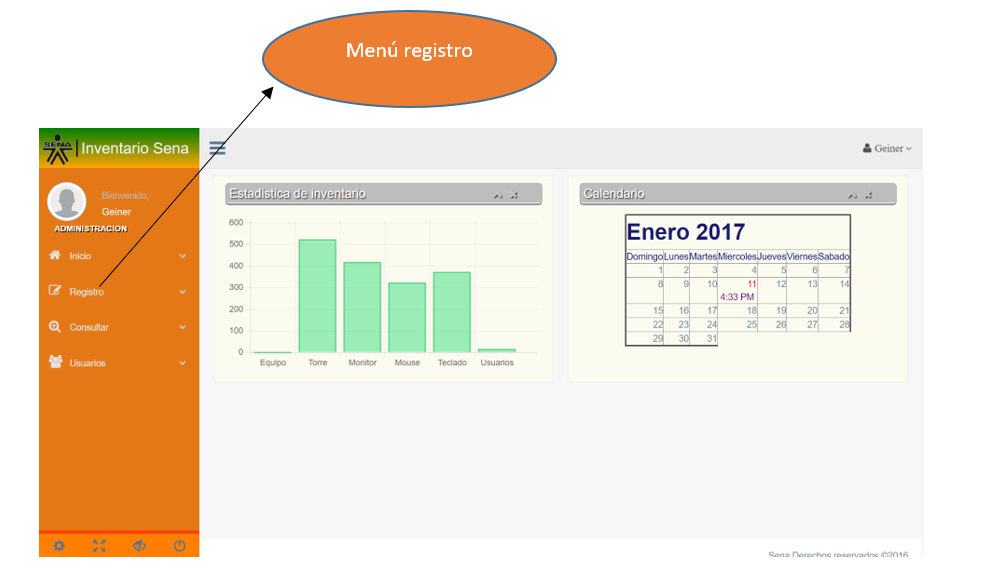 Menú registro
SENA
Inventario Sena
Geiner
Bienvenido,
Geiner
ADMINISTRACION
Inicio
Registro
Consultar
Usuarios
Estadistica de inventario
600
500
400
300
200
100
0
Equipo Torre Monitor Mouse Teclado Usuarios
Calendario
Enero 2017
Domingo Lunes Martes Miercoles Jueves Viernes Sabado
1 2 3 4 5 6 7
8 9 10 11 12 13 14
4:33 PM
15 16 17 18 19 20 21
22 23 24 25 26 27 28
29 30 31
Sena Derechos reservados ©2016